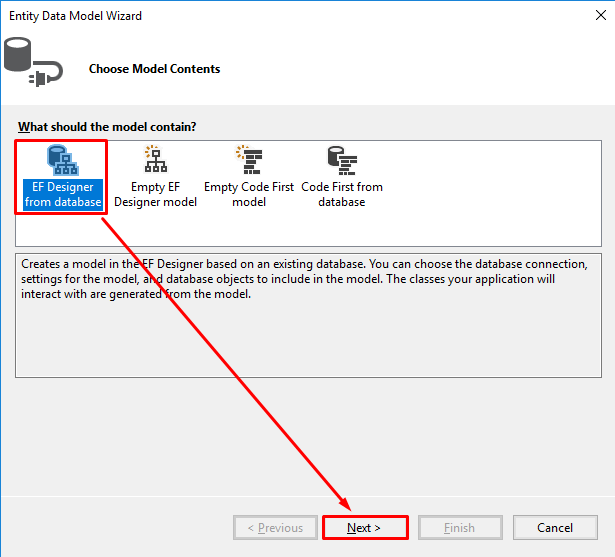 Entity Data Model Wizard
Choose Model Contents
What should the model contain?
EF Designer
from database
Empty EF
Designer model
Empty Code First
model
Code First from
database
Creates a model in the EF Designer based on an existing database. You can choose the database connection,
settings for the model, and database objects to include in the model. The classes your application will
interact with are generated from the model.
< Previous
Next >
Finish
Cancel